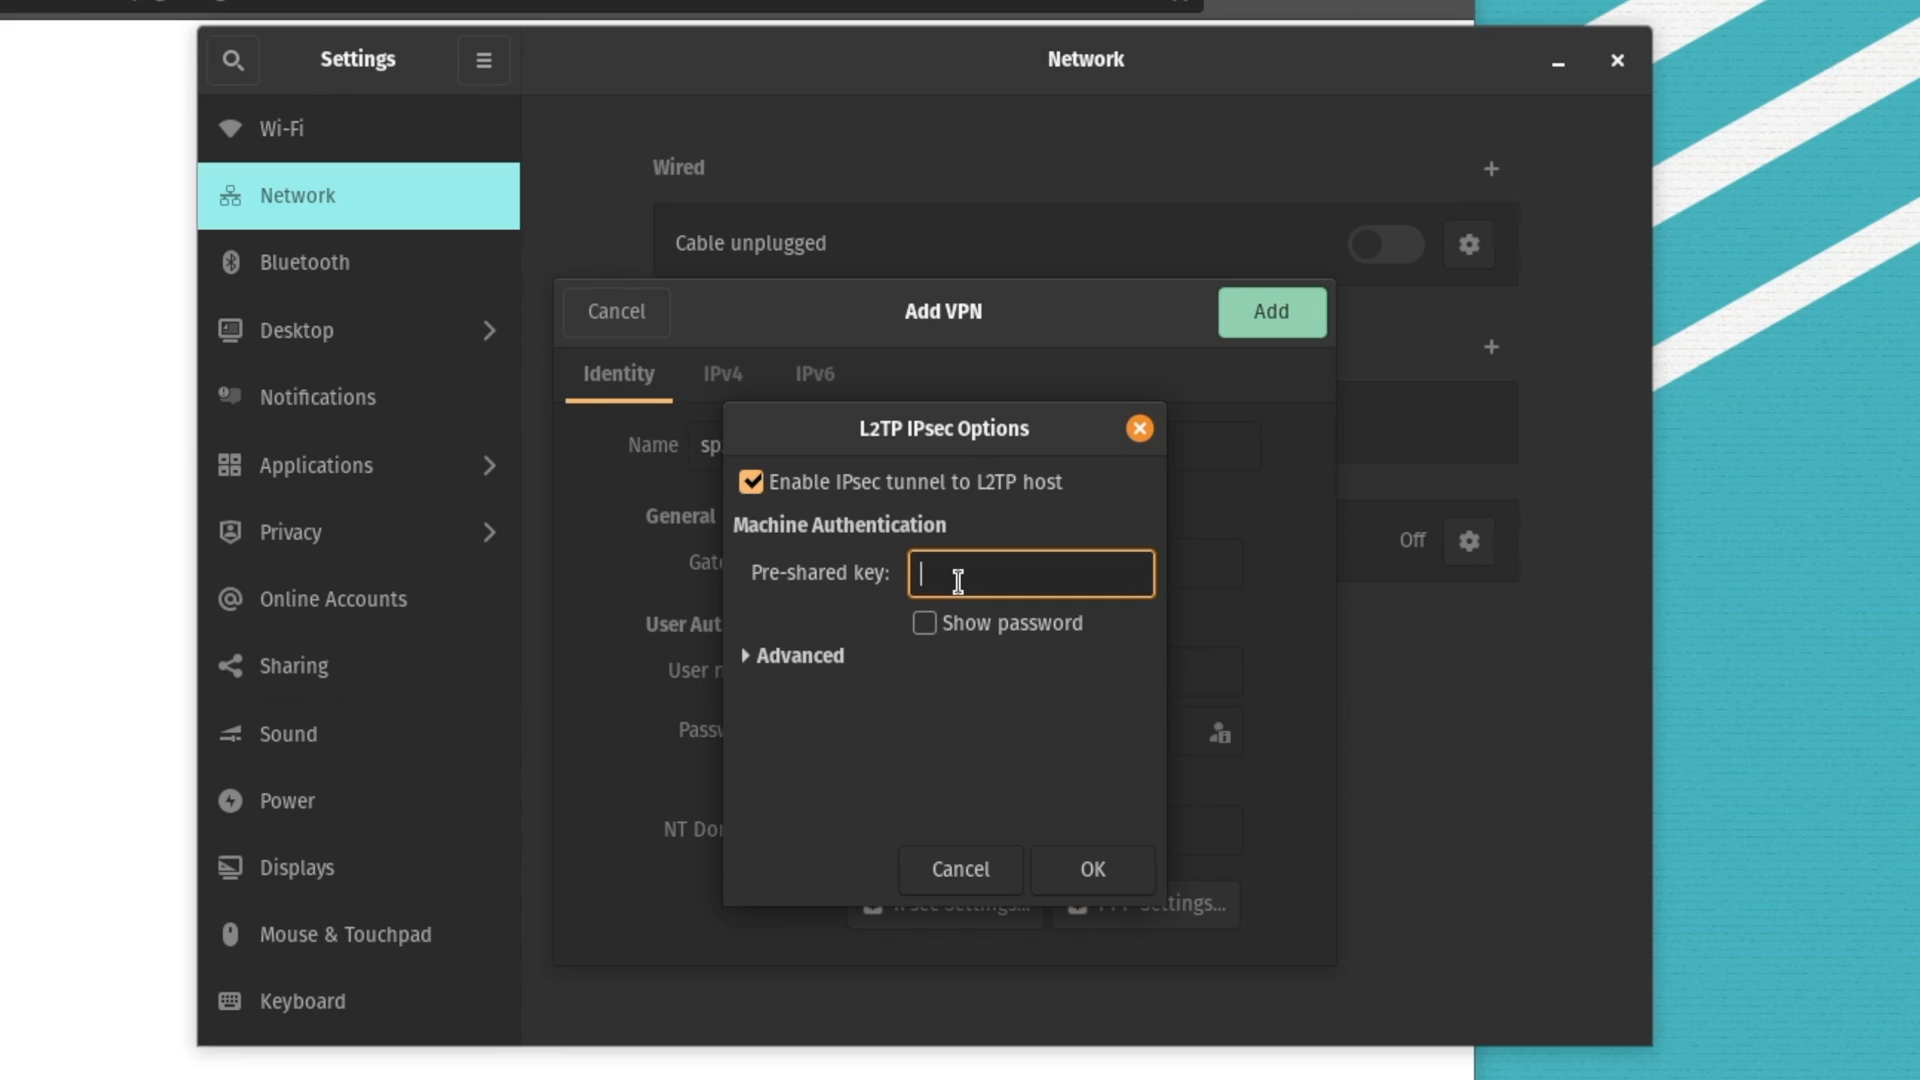 Settings
Network
Wi-Fi
Network
Bluetooth
Desktop
Notifications
Applications
Privacy
Online Accounts
Sharing
Sound
Power
Displays
Mouse & Touchpad
Keyboard
Wired
Cable unplugged
Off
Cancel
Add VPN
Add
Identity
IPv4
IPv6
Name
General
User
L2TP IPsec Options
Enable IPsec tunnel to L2TP host
Machine Authentication
Pre-shared key:
Show password
Advanced
Cancel
OK